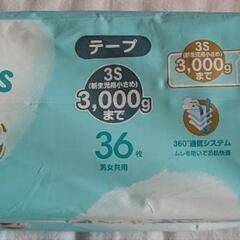 S
テープ
3S
(新生児用小さめ)
3,000g
まで
36枚
男女共用
3S
(新生児用小さめ)
3,000g
まで
360°通気システム
ムレを防いでお肌快適